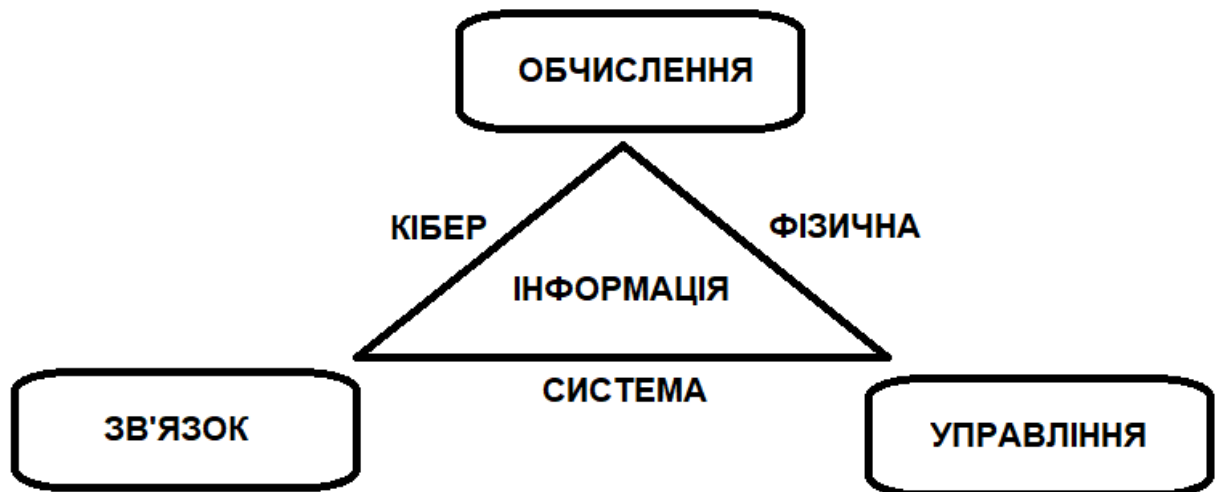 ОБЧИСЛЕННЯ
КІБЕР
ФІЗИЧНА
ІНФОРМАЦІЯ
СИСТЕМА
ЗВ'ЯЗОК
УПРАВЛІННЯ